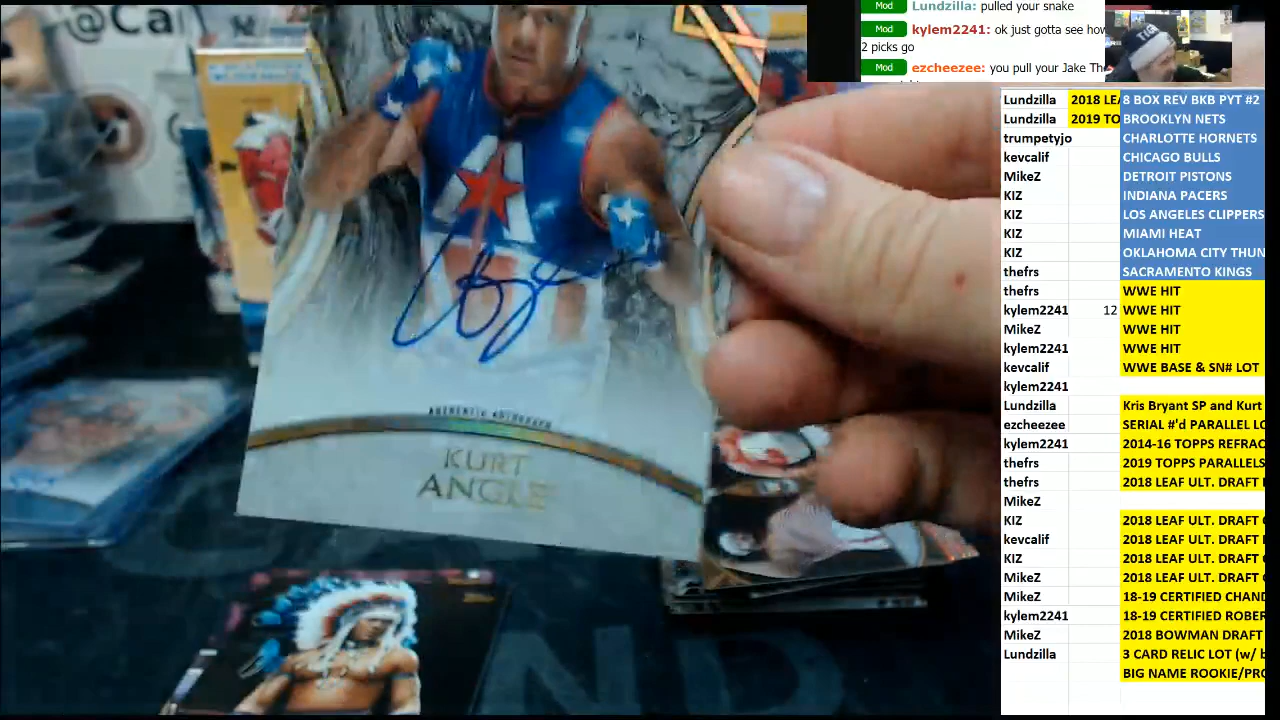 @Ca
Mod Lundzilla: pulled your snake
Mod kylem2241: ok just gotta see how
2 picks go
Mod ezcheezee: you pull your Jake The
TIG
Lundzilla 2018 LEA 8 BOX REV BKB PYT #2
Lundzilla 2019 TO BROOKLYN NETS
trumpetyjo CHARLOTTE HORNETS
kevcalif CHICAGO BULLS
MikeZ DETROIT PISTONS
KIZ INDIANA PACERS
KIZ LOS ANGELES CLIPPERS
KIZ MIAMI HEAT
KIZ OKLAHOMA CITY THUN
thefrs SACRAMENTO KINGS
thefrs WWE HIT
kylem2241 12 WWE HIT
MikeZ WWE HIT
kylem2241 WWE HIT
kevcalif WWE BASE & SN# LOT
kylem2241
Lundzilla Kris Bryant SP and Kurt
ezcheezee SERIAL #'d PARALLEL LO
kylem2241 2014-16 TOPPS REFRAC
thefrs 2019 TOPPS PARALLELS
thefrs 2018 LEAF ULT. DRAFT
MikeZ
KIZ 2018 LEAF ULT. DRAFT
kevcalif 2018 LEAF ULT. DRAFT
KIZ 2018 LEAF ULT. DRAFT
MikeZ 2018 LEAF ULT. DRAFT
MikeZ 18-19 CERTIFIED CHAND
kylem2241 18-19 CERTIFIED ROBER
MikeZ 2018 BOWMAN DRAFT
Lundzilla 3 CARD RELIC LOT (w/
BIG NAME ROOKIE/PRO
AUTHENTIC AUTOGRAPH
KURT
ANGLE